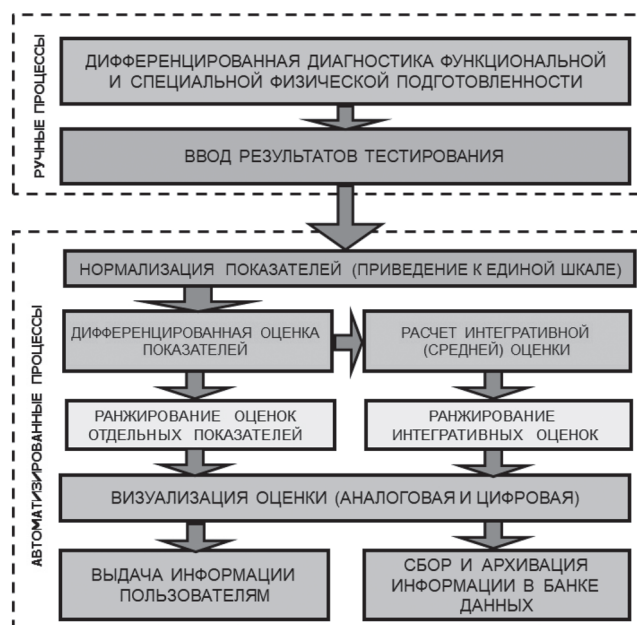 РУЧНЫЕ ПРОЦЕССЫ
ДИФФЕРЕНЦИРОВАННАЯ ДИАГНОСТИКА ФУНКЦИОНАЛЬНОЙ
И СПЕЦИАЛЬНОЙ ФИЗИЧЕСКОЙ ПОДГОТОВЛЕННОСТИ
ВВОД РЕЗУЛЬТАТОВ ТЕСТИРОВАНИЯ
АВТОМАТИЗИРОВАННЫЕ ПРОЦЕССЫ
НОРМАЛИЗАЦИЯ ПОКАЗАТЕЛЕЙ (ПРИВЕДЕНИЕ К ЕДИНОЙ ШКАЛЕ)
ДИФФЕРЕНЦИРОВАННАЯ ОЦЕНКА
ПОКАЗАТЕЛЕЙ
РАСЧЕТ ИНТЕГРАТИВНОЙ
(СРЕДНЕЙ) ОЦЕНКИ
РАНЖИРОВАНИЕ ОЦЕНОК
ОТДЕЛЬНЫХ ПОКАЗАТЕЛЕЙ
РАНЖИРОВАНИЕ
ИНТЕГРАТИВНЫХ ОЦЕНОК
ВИЗУАЛИЗАЦИЯ ОЦЕНКИ (АНАЛОГОВАЯ И ЦИФРОВАЯ)
ВЫДАЧА ИНФОРМАЦИИ
ПОЛЬЗОВАТЕЛЯМ
СБОР И АРХИВАЦИЯ
ИНФОРМАЦИИ В БАНКЕ
ДАННЫХ